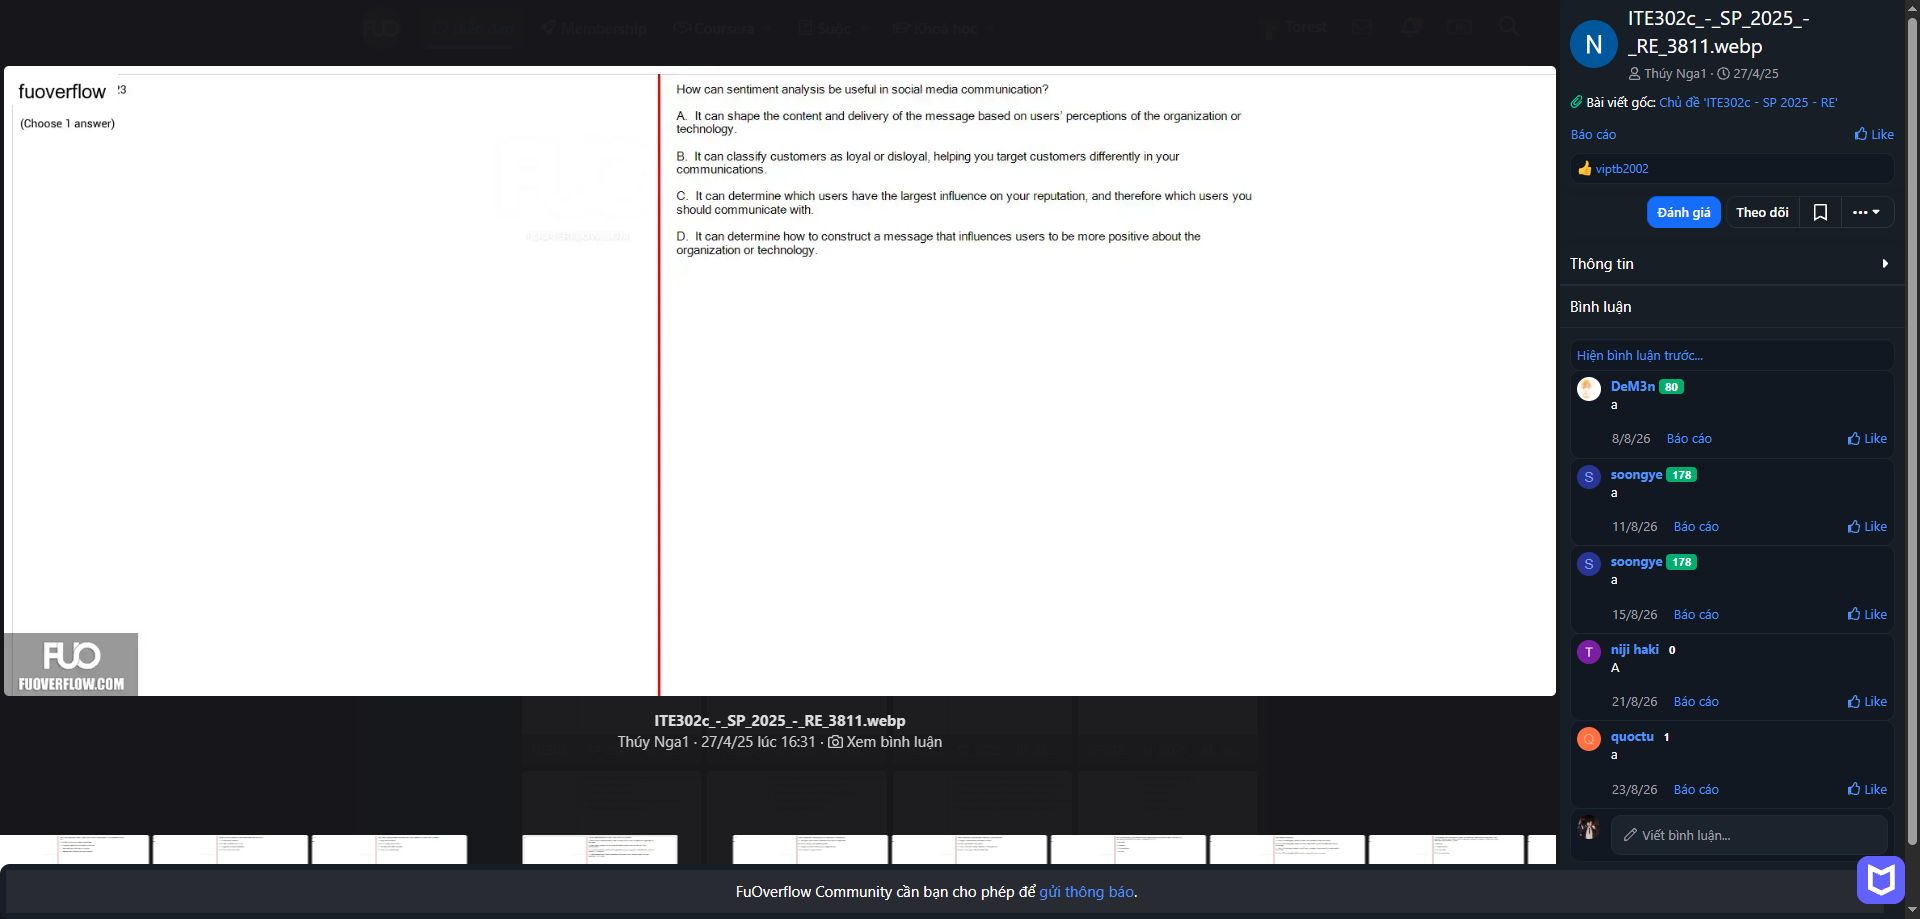 FUO
Membership
Coursera
Torest
fuoverflow
23
(Choose 1 answer)
How can sentiment analysis be useful in social media communication?
A. It can shape the content and delivery of the message based on users' perceptions of the organization or
technology.
B. It can classify customers as loyal or disloyal, helping you target customers differently in your
communications.
C. It can determine which users have the largest influence on your reputation, and therefore which users you
should communicate with.
D. It can determine how to construct a message that influences users to be more positive about the
organization or technology.
FUO
FUOVERFLOW.COM
ITE302c_-_SP_2025_-_RE_3811.webp
Thúy Nga1 · 27/4/25 lúc 16:31 · Xem bình luận
FuOverflow Community cần bạn cho phép để gửi thông báo.
N
ITE302c_-_SP_2025_-
_RE_3811.webp
Thúy Nga1 · 27/4/25
Bài viết gốc: Chủ đề 'ITE302c - SP 2025 - RE'
Báo cáo
Like
viptb2002
Đánh giá
Theo dõi
Thông tin
Bình luận
Hiện bình luận trước...
DeM3n 80
a
8/8/26 Báo cáo Like
S
soongye 178
a
11/8/26 Báo cáo Like
S
soongye 178
a
15/8/26 Báo cáo Like
T
niji haki 0
A
21/8/26 Báo cáo Like
Q
quoctu 1
a
23/8/26 Báo cáo Like
Viết bình luận...